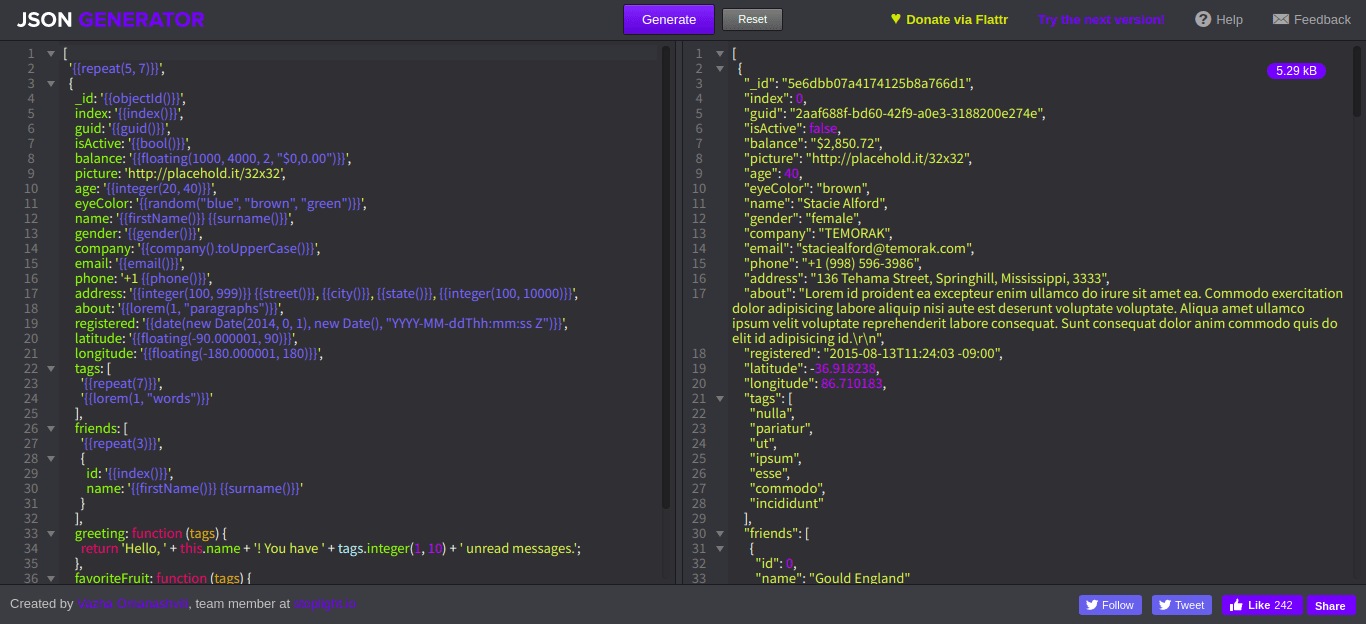 JSON GENERATOR
Generate
Reset
♥ Donate via Flattr
Try the next version!
? Help
Feedback
1 [
2 '{{repeat(5, 7)}}',
3 {
4 _id: '{{objectId()}}',
5 index: '{{index()}}',
6 guid: '{{guid()}}',
7 isActive: '{{bool()}}',
8 balance: '{{floating(1000, 4000, 2, "$0,0.00")}}',
9 picture: 'http://placehold.it/32x32',
10 age: '{{integer(20, 40)}}',
11 eyeColor: '{{random("blue", "brown", "green")}}',
12 name: '{{firstName()}} {{surname()}}',
13 gender: '{{gender()}}',
14 company: '{{company().toUpperCase()}}',
15 email: '{{email()}}',
16 phone: '+1 {{phone()}}',
17 address: '{{integer(100, 999)}} {{street()}}, {{city()}}, {{state()}}, {{integer(100, 10000)}}',
18 about: '{{lorem(1, "paragraphs")}}',
19 registered: '{{date(new Date(2014, 0, 1), new Date(), "YYYY-MM-ddThh:mm:ss Z")}}',
20 latitude: '{{floating(-90.000001, 90)}}',
21 longitude: '{{floating(-180.000001, 180)}}',
22 tags: [
23 '{{repeat(7)}}',
24 '{{lorem(1, "words")}}'
25 ],
26 friends: [
27 '{{repeat(3)}}',
28 {
29 id: '{{index()}}',
30 name: '{{firstName()}} {{surname()}}'
31 }
32 ],
33 greeting: function (tags) {
34 return 'Hello, ' + this.name + '! You have ' + tags.integer(1, 10) + ' unread messages.';
35 },
36 favoriteFruit: function (tags) {
1 [
2 {
5.29 kB
3 "_id": "5e6dbb07a4174125b8a766d1",
4 "index": 0,
5 "guid": "2aaf688f-bd60-42f9-a0e3-3188200e274e",
6 "isActive": false,
7 "balance": "$2,850.72",
8 "picture": "http://placehold.it/32x32",
9 "age": 40,
10 "eyeColor": "brown",
11 "name": "Stacie Alford",
12 "gender": "female",
13 "company": "TEMORAK",
14 "email": "staciealford@temorak.com",
15 "phone": "+1 (998) 596-3986",
16 "address": "136 Tehama Street, Springhill, Mississippi, 3333",
17 "about": "Lorem id proident ea excepteur enim ullamco do irure sit amet ea. Commodo exercitation
dolor adipisicing labore aliquip nisi aute est deserunt voluptate voluptate. Aliqua amet ullamco
ipsum velit voluptate reprehenderit labore consequat. Sunt consequat dolor anim commodo quis do
elit id adipisicing id.\r\n",
18 "registered": "2015-08-13T11:24:03 -09:00",
19 "latitude": -36.918238,
20 "longitude": 86.710183,
21 "tags": [
22 "nulla",
23 "pariatur",
24 "ut",
25 "ipsum",
26 "esse",
27 "commodo",
28 "incididunt"
29 ],
30 "friends": [
31 {
32 "id": 0,
33 "name": "Gould England"
Created by , team member at
Follow
Tweet
Like 242
Share